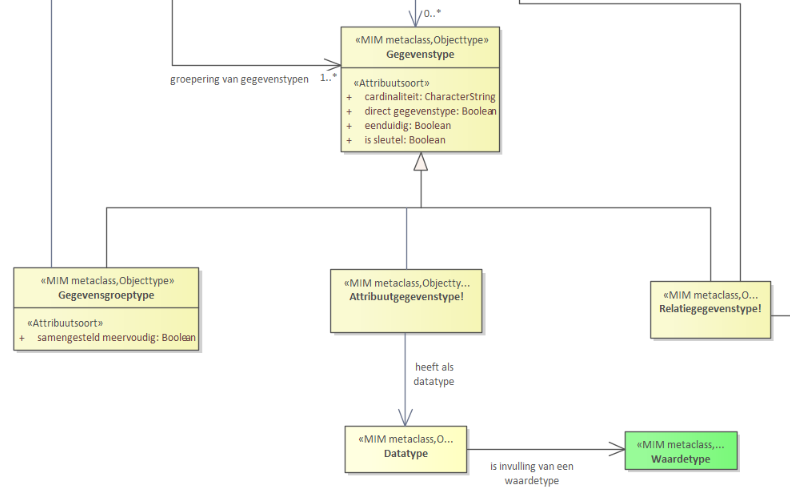 0..*
«MIM metaclass,Objecttype»
Gegevenstype
groepering van gegevenstypen 1..*
«Attribuutsoort»
+ cardinaliteit: CharacterString
+ direct gegevenstype: Boolean
+ eenduidig: Boolean
+ is sleutel: Boolean
«MIM metaclass,Objecttype»
Gegevensgroeptype
«Attribuutsoort»
+ samengesteld meervoudig: Boolean
«MIM metaclass,Objectty...
Attribuutgegevenstype!
«MIM metaclass,O...
Relatiegegevenstype!
heeft als
datatype
«MIM metaclass,O...
Datatype
is invulling van een
waardetype
«MIM metaclass,...
Waardetype